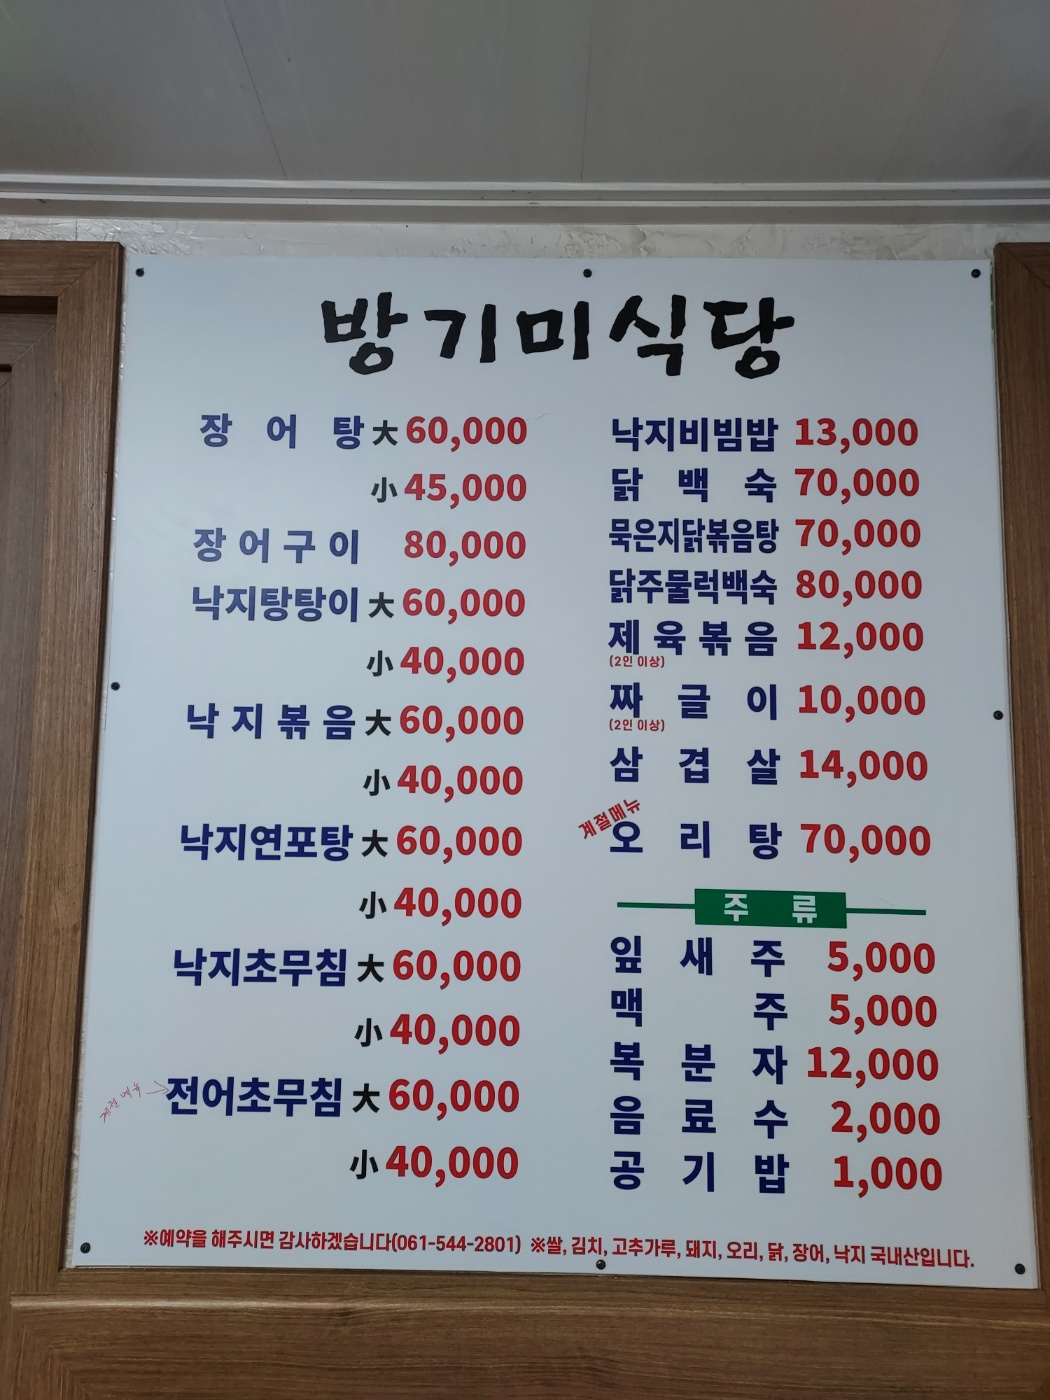 방기미식당
장어탕 大 60,000
小 45,000
장어구이 80,000
낙지탕탕이 大 60,000
小 40,000
낙지볶음 大 60,000
小 40,000
낙지연포탕 大 60,000
小 40,000
낙지초무침 大 60,000
小 40,000
계절메뉴
전어초무침 大 60,000
小 40,000
낙지비빔밥 13,000
닭백숙 70,000
묵은지닭볶음탕 70,000
닭주물럭백숙 80,000
제육볶음 12,000
(2인 이상)
짜글이 10,000
(2인 이상)
삼겹살 14,000
계절메뉴
오리탕 70,000
주류
잎새주 5,000
맥주 5,000
복분자 12,000
음료수 2,000
공기밥 1,000
※예약을 해주시면 감사하겠습니다(061-544-2801) ※쌀, 김치, 고추가루, 돼지, 오리, 닭, 장어, 낙지 국내산입니다.